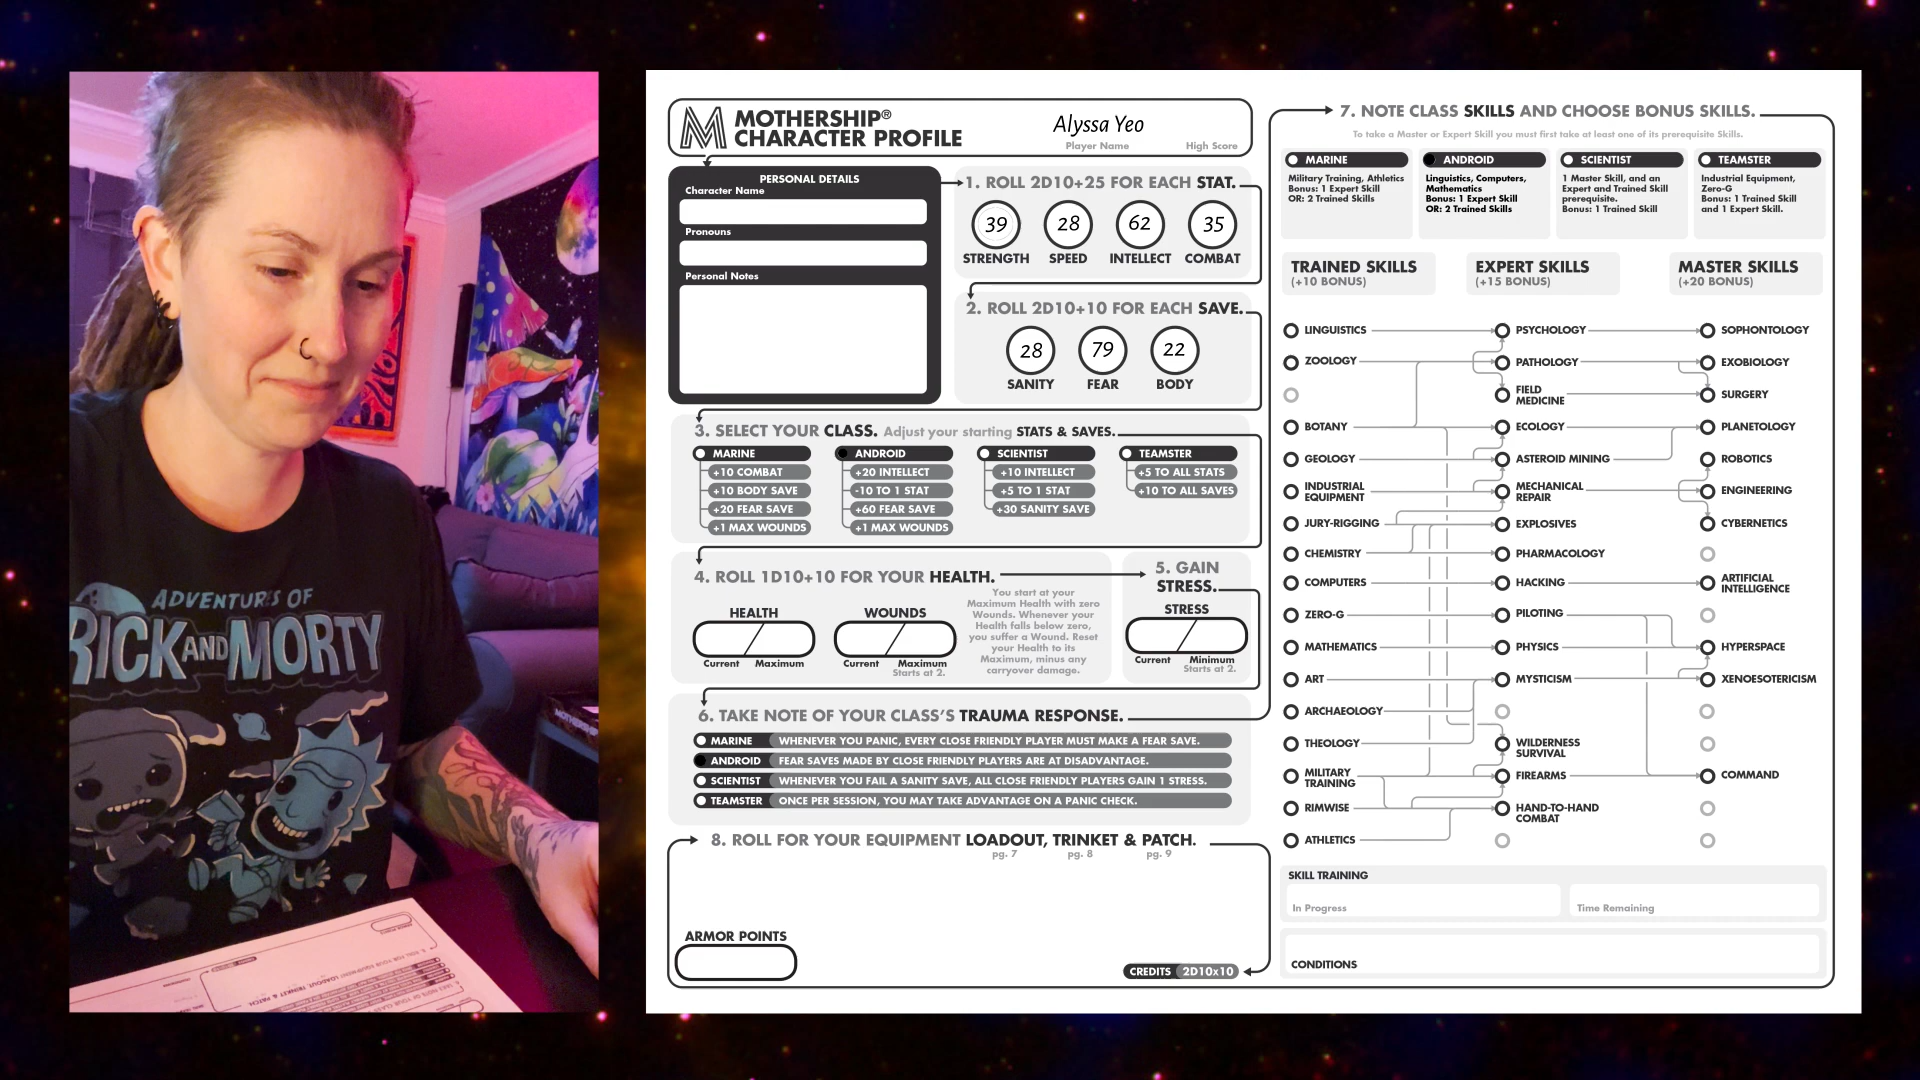 ADVENTURES OF
RICK AND MORTY
MOTHERSHIP®
CHARACTER PROFILE
Alyssa Yeo
Player Name
High Score
PERSONAL DETAILS
Character Name
Pronouns
Personal Notes
1. ROLL 2D10+25 FOR EACH STAT.
39 28 62 35
STRENGTH SPEED INTELLECT COMBAT
2. ROLL 2D10+10 FOR EACH SAVE.
28 79 22
SANITY FEAR BODY
3. SELECT YOUR CLASS. Adjust your starting STATS & SAVES.
MARINE
+10 COMBAT
+10 BODY SAVE
+20 FEAR SAVE
+1 MAX WOUNDS
ANDROID
+20 INTELLECT
-10 TO 1 STAT
+60 FEAR SAVE
+1 MAX WOUNDS
SCIENTIST
+10 INTELLECT
+5 TO 1 STAT
+30 SANITY SAVE
TEAMSTER
+5 TO ALL STATS
+10 TO ALL SAVES
4. ROLL 1D10+10 FOR YOUR HEALTH.
HEALTH
Current Maximum
WOUNDS
Current Maximum
Starts at 2.
You start at your
Maximum Health with zero
Wounds. Whenever your
Health falls below zero,
you suffer a Wound. Reset
your Health to its
Maximum, minus any
carryover damage.
5. GAIN
STRESS.
STRESS
Current Minimum
Starts at 2.
6. TAKE NOTE OF YOUR CLASS'S TRAUMA RESPONSE.
MARINE WHENEVER YOU PANIC, EVERY CLOSE FRIENDLY PLAYER MUST MAKE A FEAR SAVE.
ANDROID FEAR SAVES MADE BY CLOSE FRIENDLY PLAYERS ARE AT DISADVANTAGE.
SCIENTIST WHENEVER YOU FAIL A SANITY SAVE, ALL CLOSE FRIENDLY PLAYERS GAIN 1 STRESS.
TEAMSTER ONCE PER SESSION, YOU MAY TAKE ADVANTAGE ON A PANIC CHECK.
7. NOTE CLASS SKILLS AND CHOOSE BONUS SKILLS.
To take a Master or Expert Skill you must first take at least one of its prerequisite Skills.
MARINE
Military Training, Athletics
Bonus: 1 Expert Skill
OR: 2 Trained Skills
ANDROID
Linguistics, Computers,
Mathematics
Bonus: 1 Expert Skill
OR: 2 Trained Skills
SCIENTIST
1 Master Skill, and an
Expert and Trained Skill
prerequisite.
Bonus: 1 Trained Skill
TEAMSTER
Industrial Equipment,
Zero-G
Bonus: 1 Trained Skill
and 1 Expert Skill.
TRAINED SKILLS
(+10 BONUS)
LINGUISTICS
ZOOLOGY
BOTANY
GEOLOGY
INDUSTRIAL
EQUIPMENT
JURY-RIGGING
CHEMISTRY
COMPUTERS
ZERO-G
MATHEMATICS
ART
ARCHAEOLOGY
THEOLOGY
MILITARY
TRAINING
RIMWISE
ATHLETICS
EXPERT SKILLS
(+15 BONUS)
PSYCHOLOGY
PATHOLOGY
FIELD
MEDICINE
ECOLOGY
ASTEROID MINING
MECHANICAL
REPAIR
EXPLOSIVES
PHARMACOLOGY
HACKING
PILOTING
PHYSICS
MYSTICISM
WILDERNESS
SURVIVAL
FIREARMS
HAND-TO-HAND
COMBAT
MASTER SKILLS
(+20 BONUS)
SOPHONTOLOGY
EXOBIOLOGY
SURGERY
PLANETOLOGY
ROBOTICS
ENGINEERING
CYBERNETICS
ARTIFICIAL
INTELLIGENCE
HYPERSPACE
XENOESOTERICISM
COMMAND
SKILL TRAINING
In Progress
Time Remaining
CONDITIONS
8. ROLL FOR YOUR EQUIPMENT LOADOUT, TRINKET & PATCH.
pg. 7 pg. 8 pg. 9
ARMOR POINTS
CREDITS 2D10x10